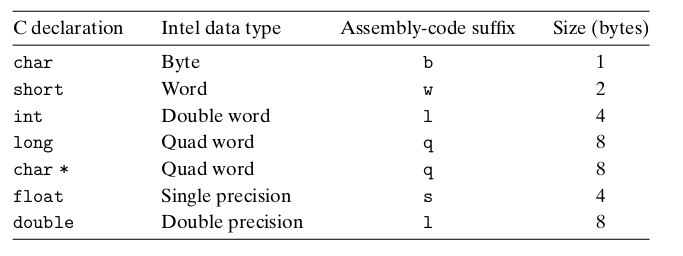 C declaration Intel data type Assembly-code suffix Size (bytes)
char Byte b 1
short Word w 2
int Double word l 4
long Quad word q 8
char * Quad word q 8
float Single precision s 4
double Double precision l 8